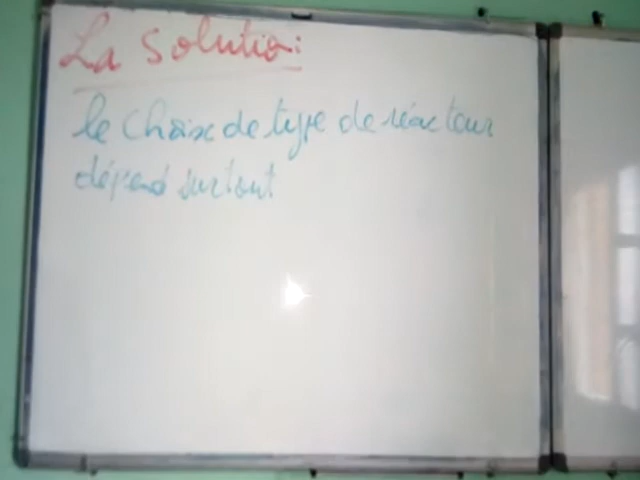 La Solution:
le choix de type de réacteur
dépend surtout